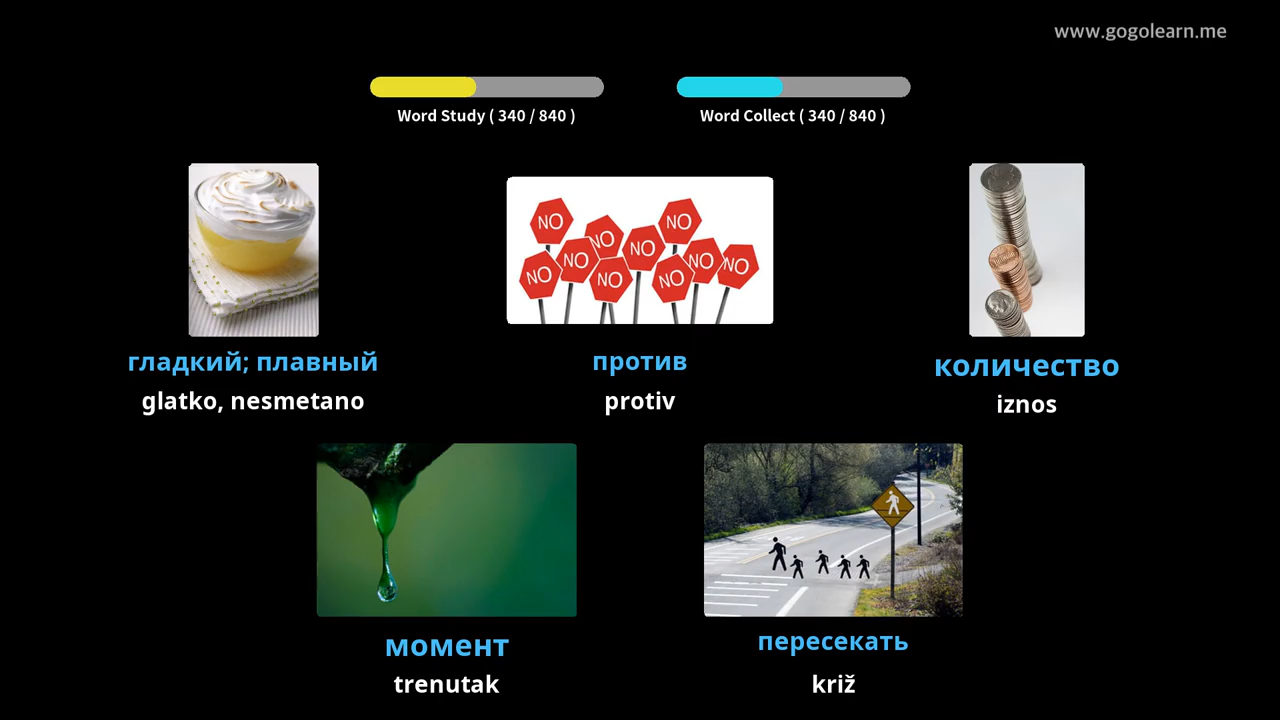 www.gogolearn.me
Word Study ( 340 / 840 )
Word Collect ( 340 / 840 )
NO
NO
NO
NO
NO
NO
NO
NO
NO
NO
гладкий; плавный
glatko, nesmetano
против
protiv
количество
iznos
момент
trenutak
пересекать
križ